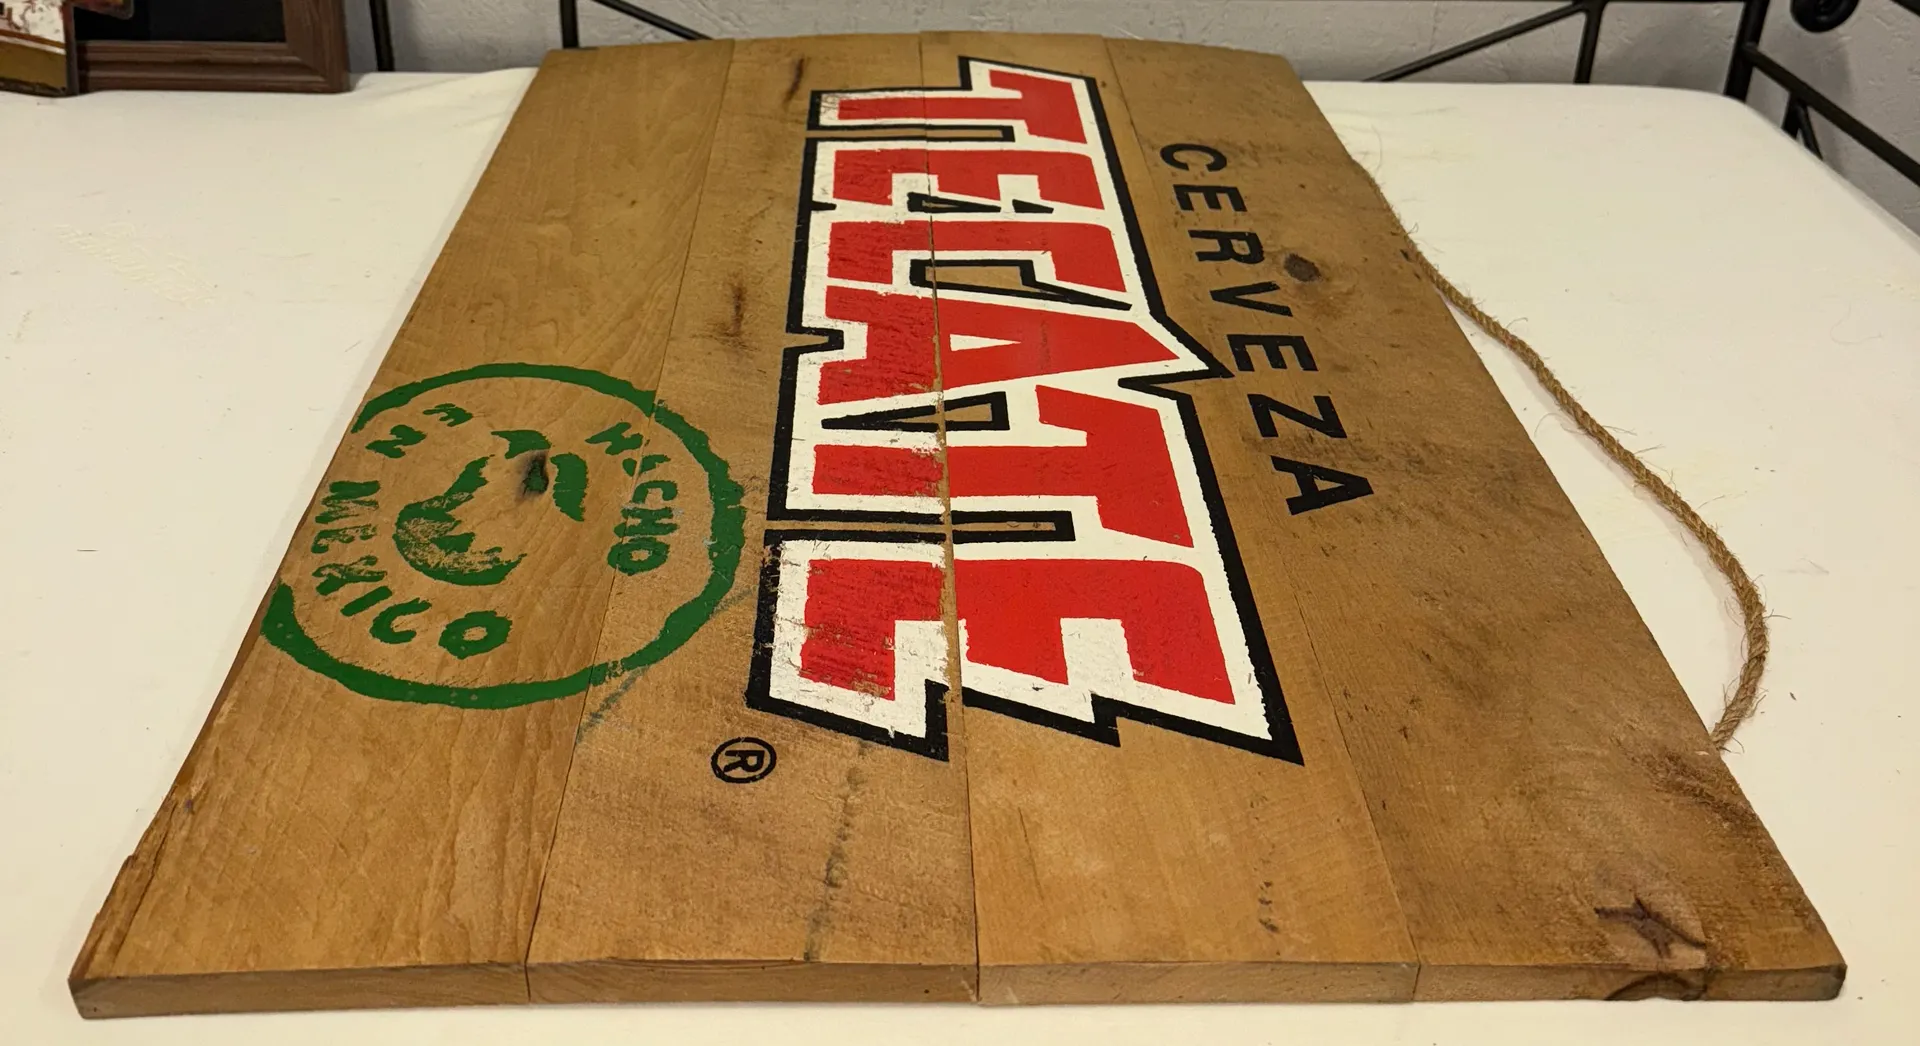 CERVEZA
TECATE
®
HECHO
EN MEXICO